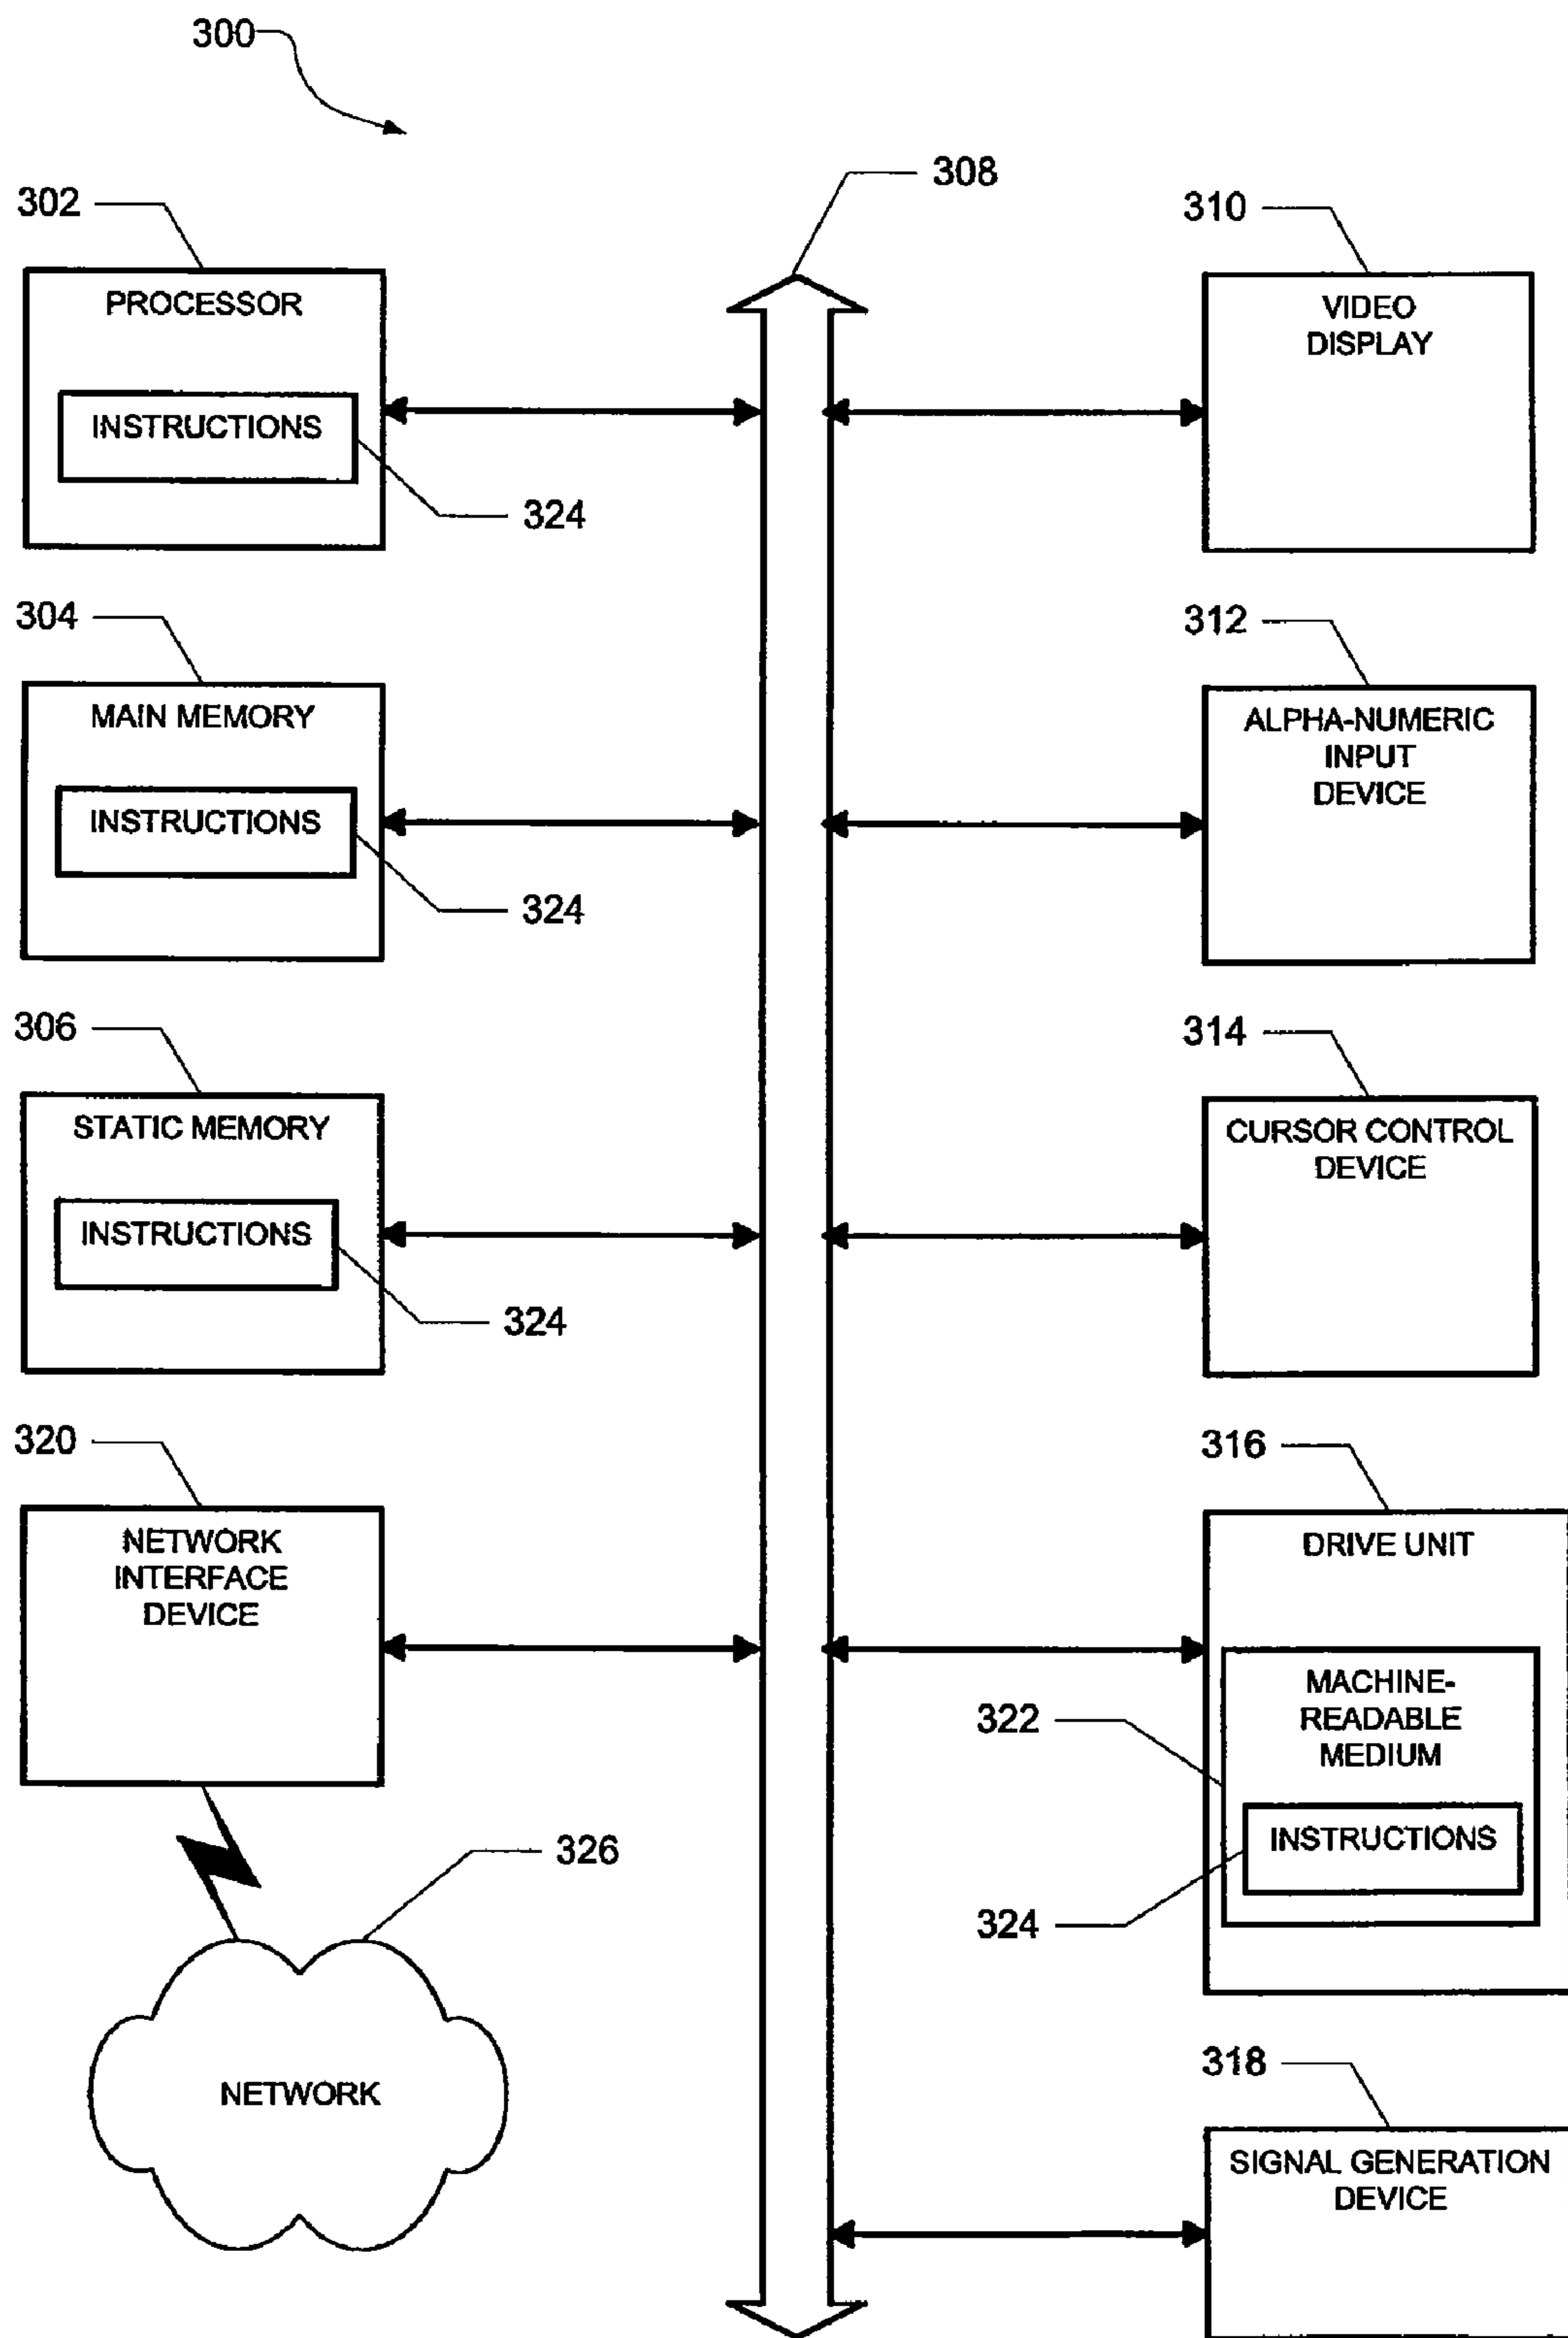 300
308
302
PROCESSOR
INSTRUCTIONS
324
304
MAIN MEMORY
INSTRUCTIONS
324
306
STATIC MEMORY
INSTRUCTIONS
324
320
NETWORK
INTERFACE
DEVICE
326
NETWORK
310
VIDEO
DISPLAY
312
ALPHA-NUMERIC
INPUT
DEVICE
314
CURSOR CONTROL
DEVICE
316
DRIVE UNIT
322
MACHINE-
READABLE
MEDIUM
INSTRUCTIONS
324
318
SIGNAL GENERATION
DEVICE